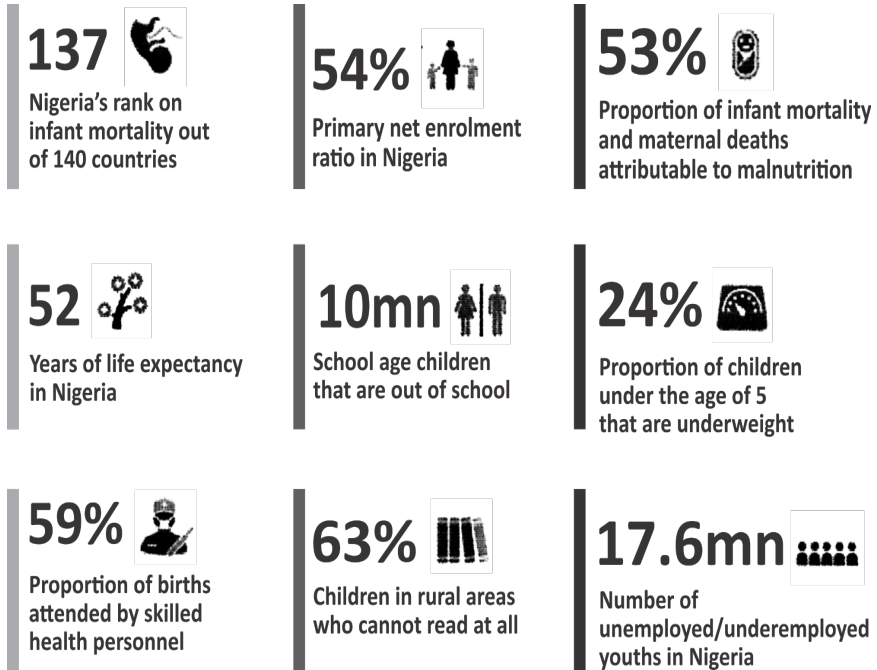 137
Nigeria's rank on
infant mortality out
of 140 countries
54%
Primary net enrolment
ratio in Nigeria
53%
Proportion of infant mortality
and maternal deaths
attributable to malnutrition
52
Years of life expectancy
in Nigeria
10mn
School age children
that are out of school
24%
Proportion of children
under the age of 5
that are underweight
59%
Proportion of births
attended by skilled
health personnel
63%
Children in rural areas
who cannot read at all
17.6mn
Number of
unemployed/underemployed
youths in Nigeria